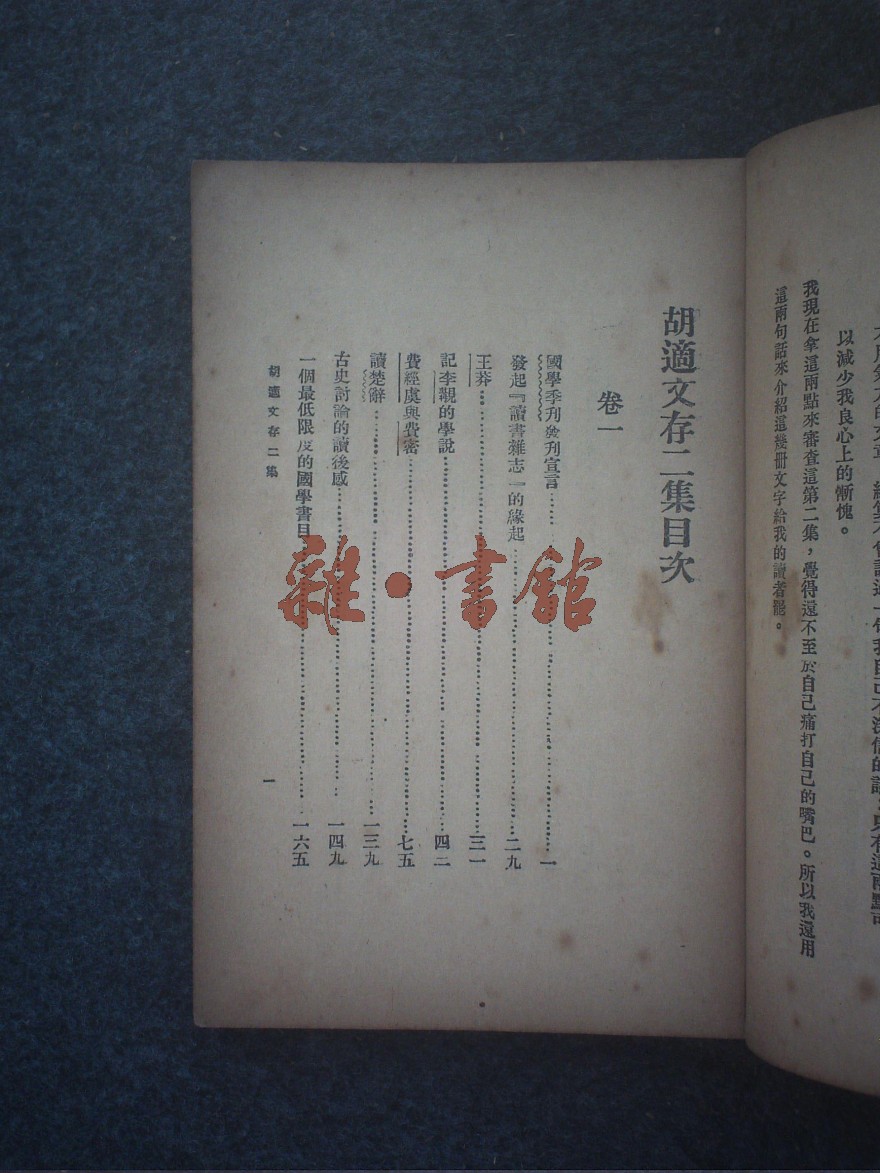 以減少我良心上的慚愧。
我現在拿這兩點來審查這第二集，覺得還不至於自己痛打自己的嘴巴。所以我還用
這兩句話來介紹這幾冊文字給我的讀者罷。
胡適文存二集目次
卷一
國學季刊發刊宣言……一
發起『讀書雜志』的緣起……二九
王莽……三一
記李覯的學說……四二
費經虞與費密……七五
讀楚辭……一三九
古史討論的讀後感……一四九
一個最低限度的國學書目……一六五
胡適文存二集
一
雜·書館